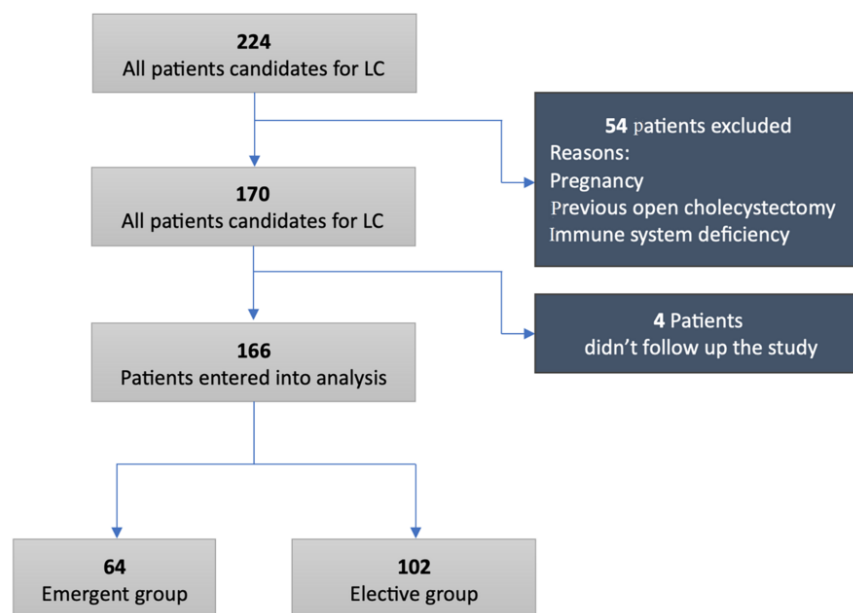 224
All patients candidates for LC
54 patients excluded
Reasons:
Pregnancy
Previous open cholecystectomy
Immune system deficiency
170
All patients candidates for LC
4 Patients
didn't follow up the study
166
Patients entered into analysis
64
Emergent group
102
Elective group